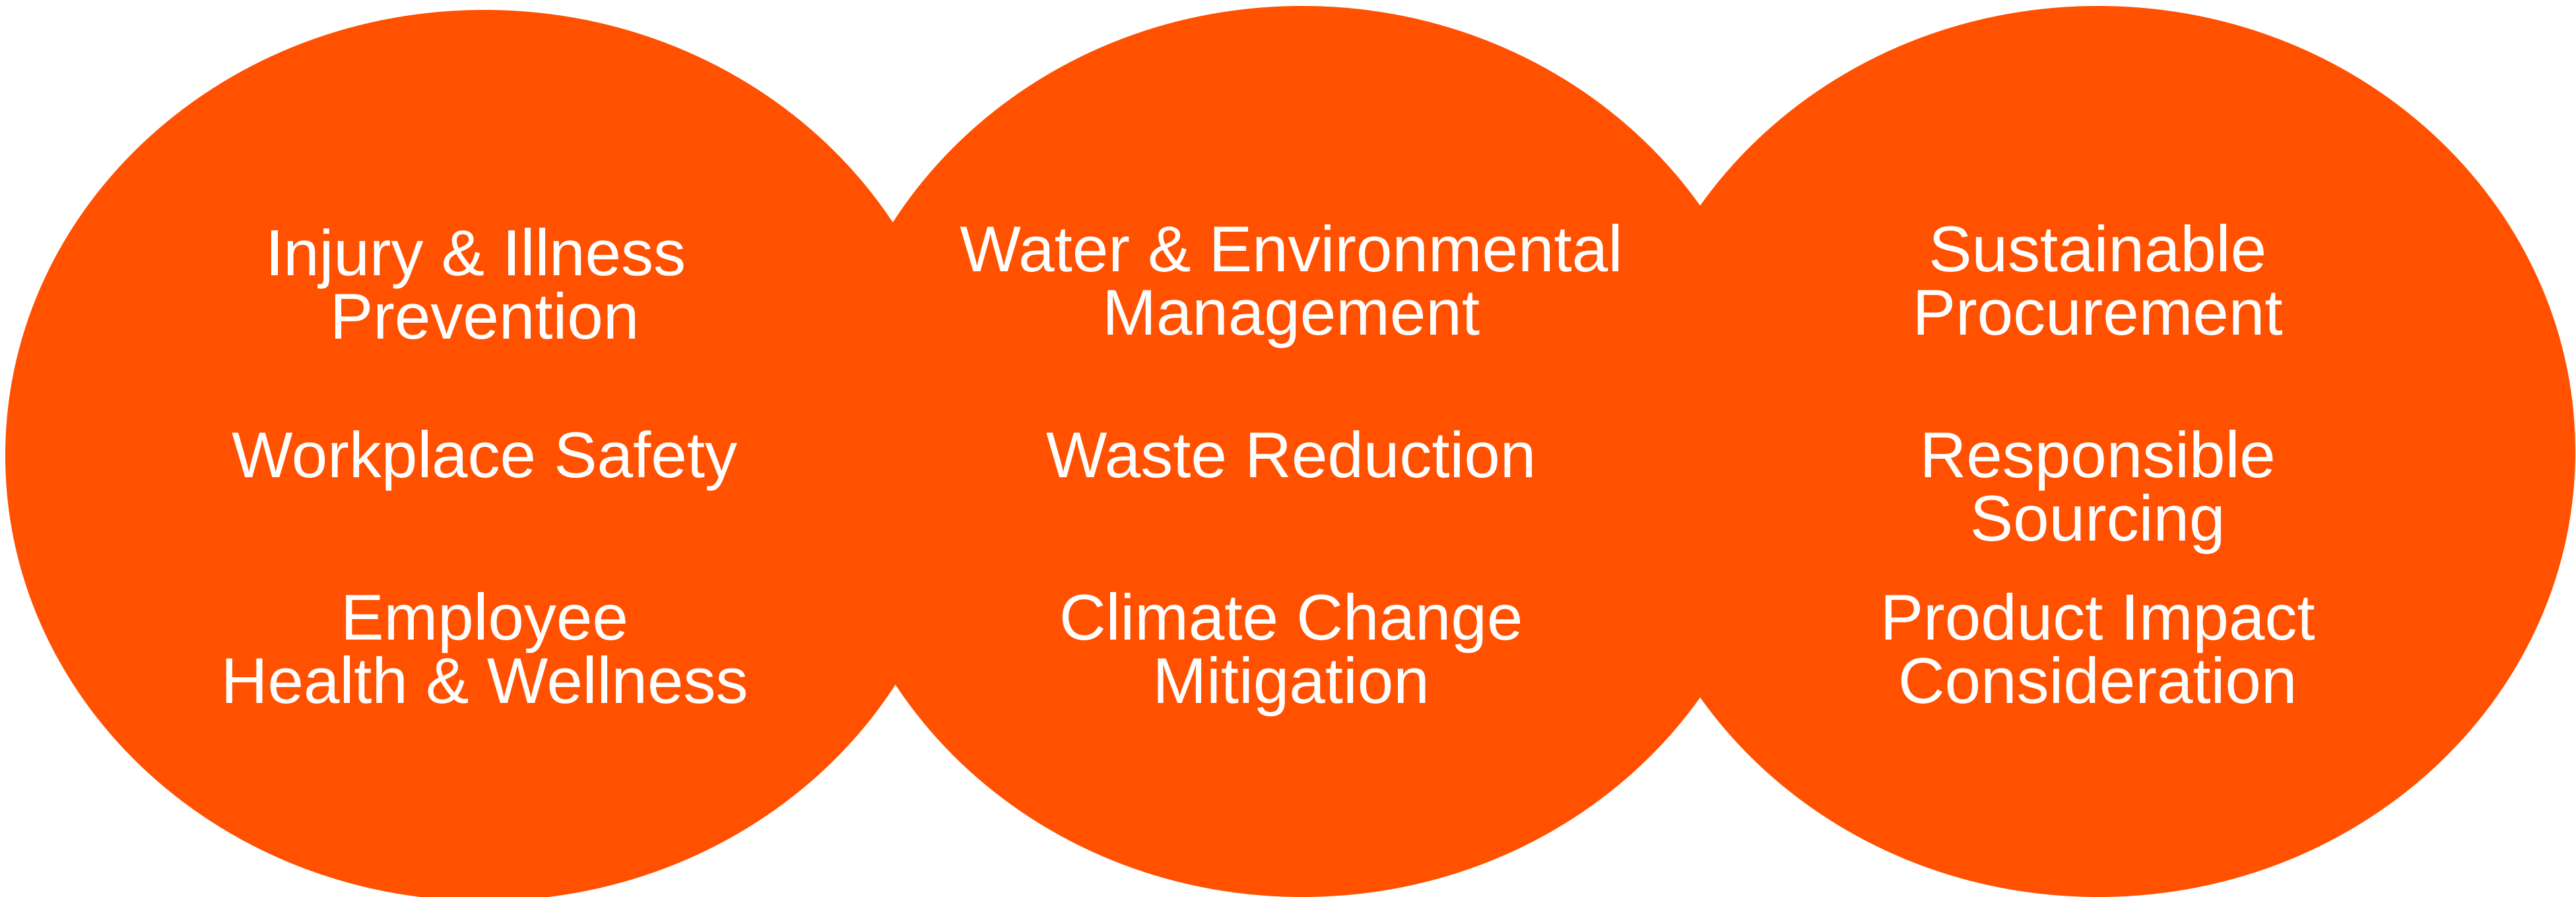 Injury & Illness
Prevention
Workplace Safety
Employee
Health & Wellness
Water & Environmental
Management
Waste Reduction
Climate Change
Mitigation
Sustainable
Procurement
Responsible
Sourcing
Product Impact
Consideration